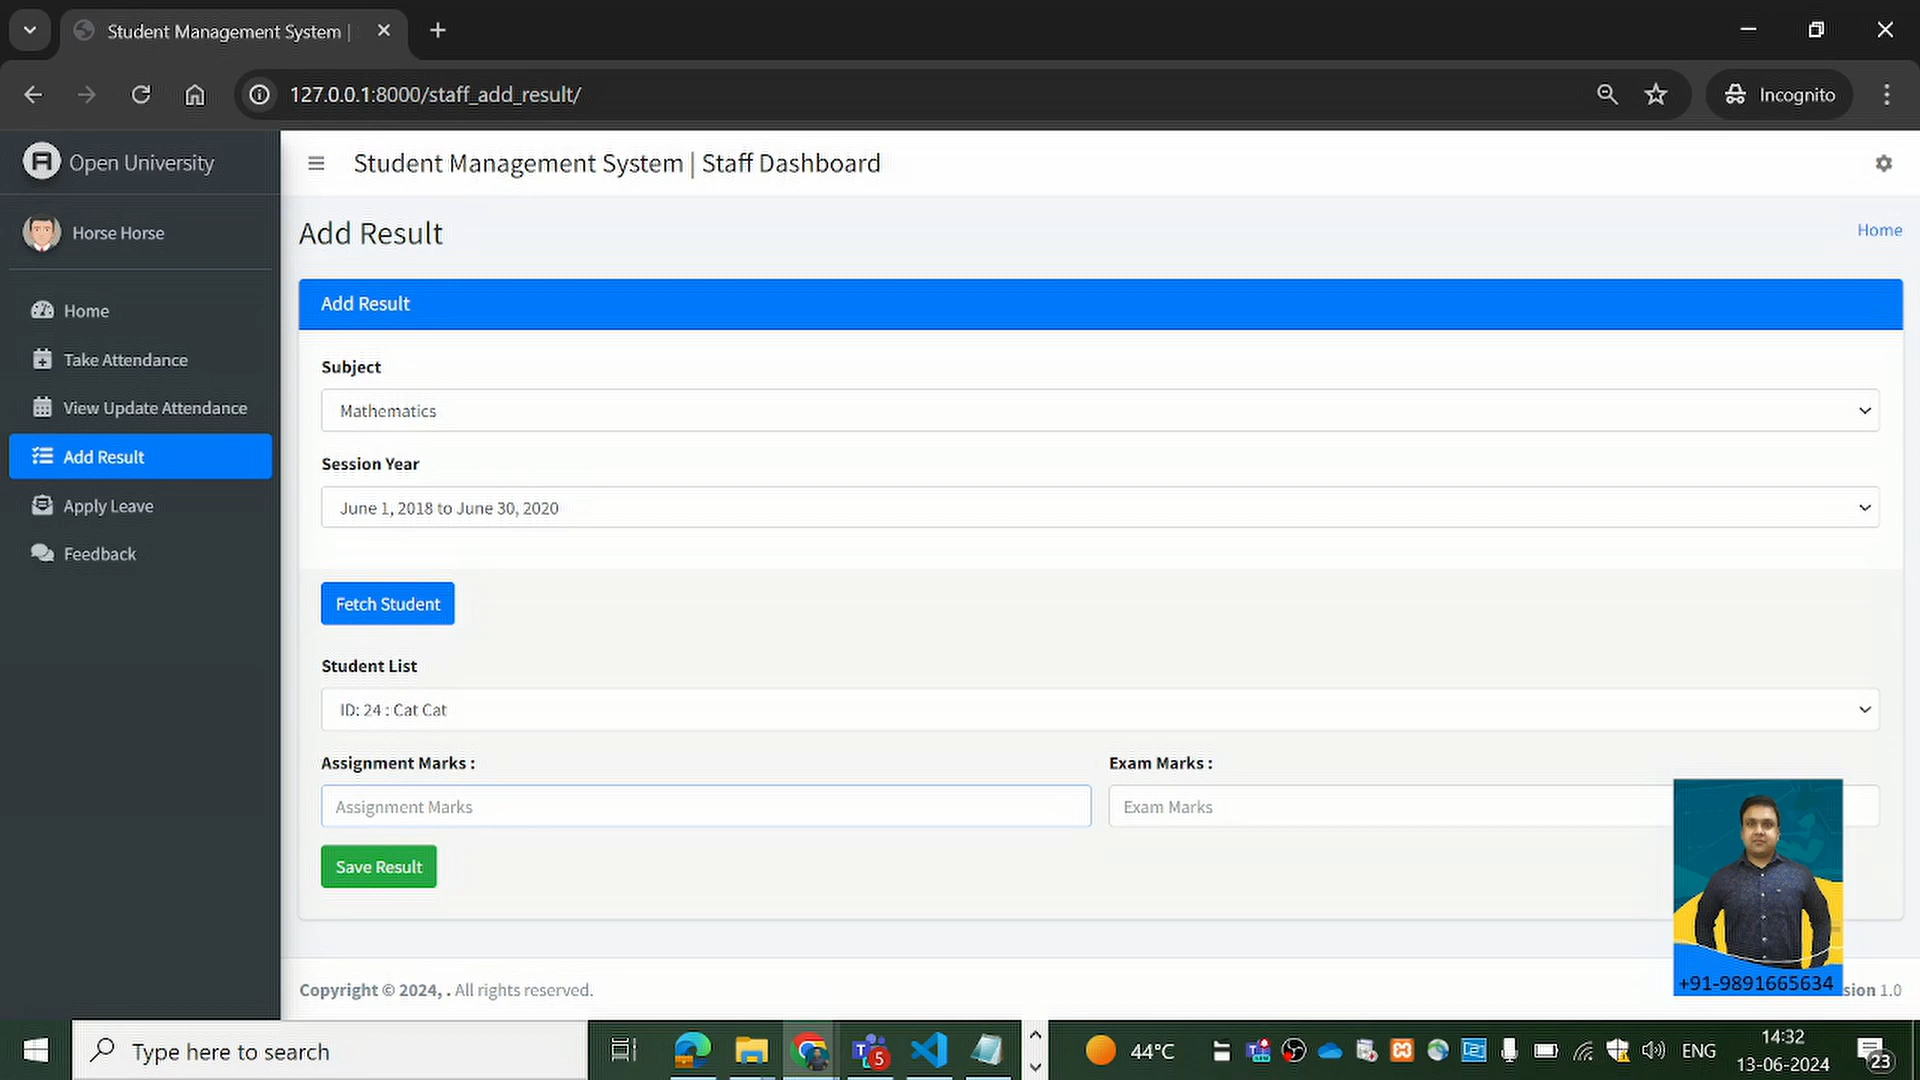 Student Management System |
127.0.0.1:8000/staff_add_result/
Incognito
Open University
Student Management System | Staff Dashboard
Horse Horse
Add Result
Home
Home
Take Attendance
View Update Attendance
Add Result
Apply Leave
Feedback
Add Result
Subject
Mathematics
Session Year
June 1, 2018 to June 30, 2020
Fetch Student
Student List
ID: 24 : Cat Cat
Assignment Marks :
Exam Marks :
Assignment Marks
Exam Marks
Save Result
+91-9891665634
Copyright © 2024, . All rights reserved.
sion 1.0
Type here to search
5
44°C
ENG
14:32
13-06-2024
23